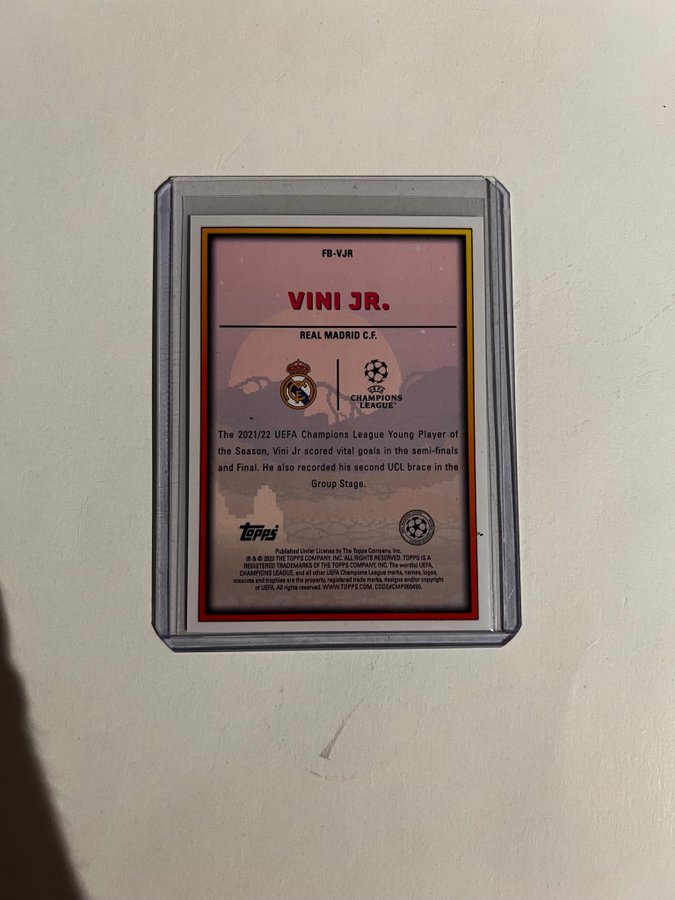 FB-VJR
VINI JR.
REAL MADRID C.F.
UEFA
CHAMPIONS
LEAGUE
The 2021/22 UEFA Champions League Young Player of
the Season, Vini Jr scored vital goals in the semi-finals
and Final. He also recorded his second UCL brace in the
Group Stage.
Topps
Published Under License by The Topps Company, Inc.
® & © 2023 THE TOPPS COMPANY, INC. ALL RIGHTS RESERVED. TOPPS IS A
REGISTERED TRADEMARKS OF THE TOPPS COMPANY, INC. The word(s) UEFA,
CHAMPIONS LEAGUE, and all other UEFA Champions League marks, names, logos,
mascots and trophies are the property, registered trade marks, designs and/or copyright
of UEFA. All rights reserved. WWW.TOPPS.COM. CODE#CMP080450.